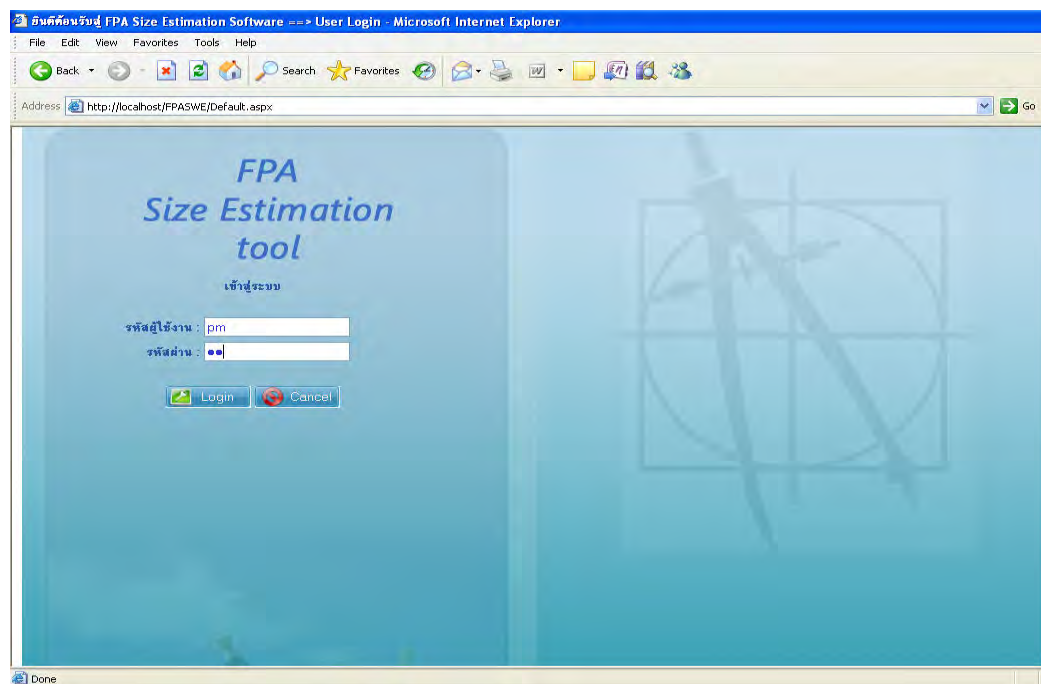 ยินดีต้อนรับสู่ FPA Size Estimation Software ==> User Login - Microsoft Internet Explorer
File Edit View Favorites Tools Help
Back Search Favorites
Address http://localhost/FPASWE/Default.aspx Go
FPA
Size Estimation
tool
เข้าสู่ระบบ
รหัสผู้ใช้งาน : pm
รหัสผ่าน : ●●
Login Cancel
Done